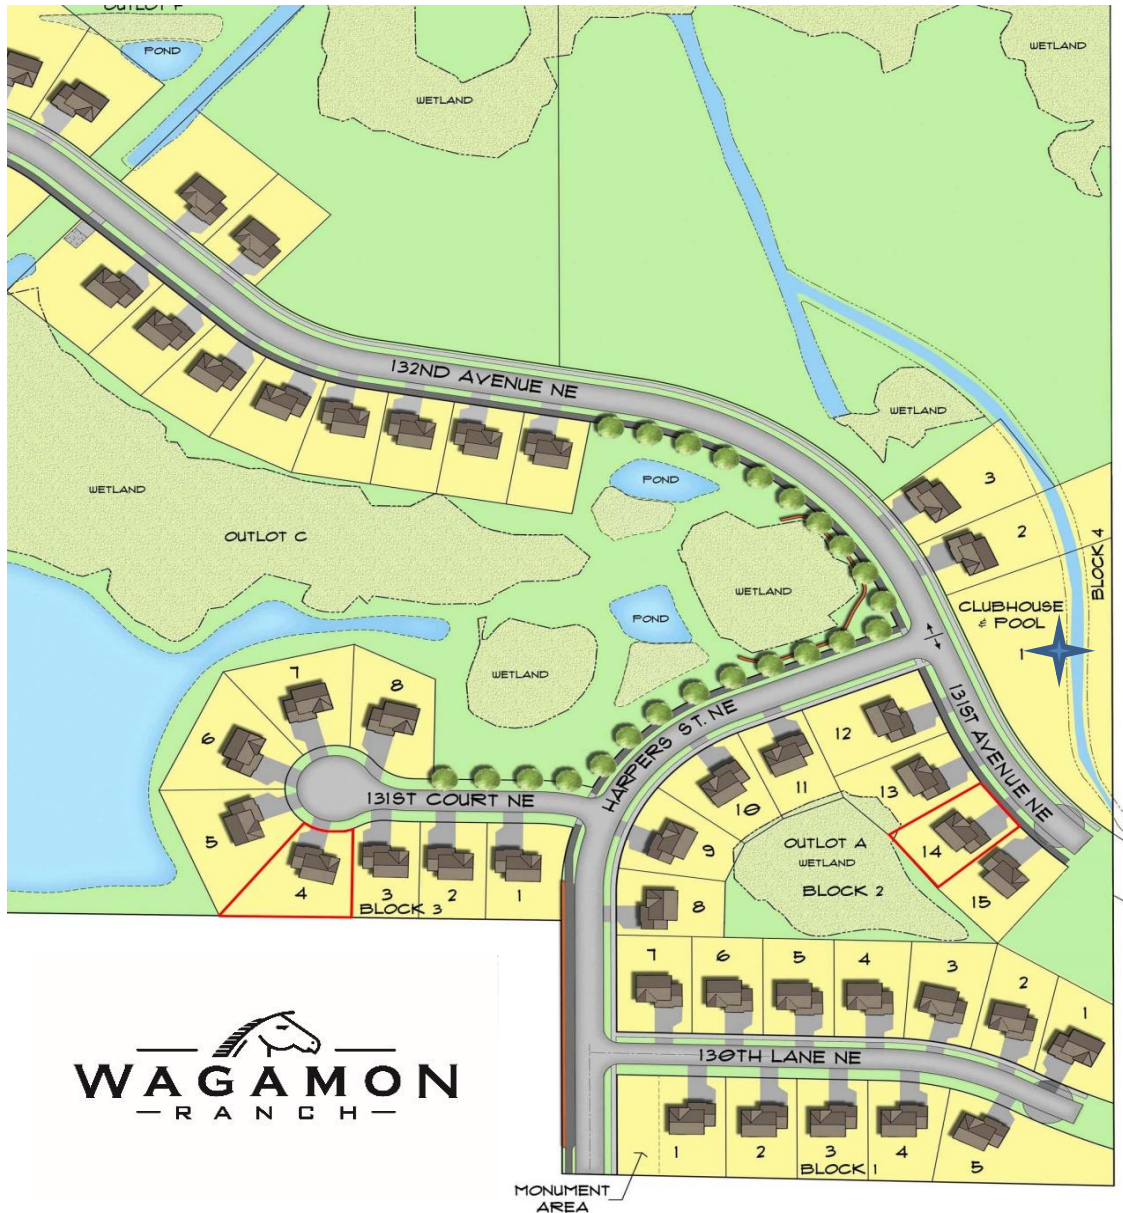 OUTLOT F
POND
WETLAND
WETLAND
132ND AVENUE NE
WETLAND
3
2
BLOCK 4
CLUBHOUSE
& POOL
1
WETLAND
OUTLOT C
POND
WETLAND
POND
WETLAND
7
8
6
5
4
3
2
1
BLOCK 3
131ST COURT NE
HARPERS ST. NE
131ST AVENUE NE
12
11
10
13
9
14
15
8
OUTLOT A
WETLAND
BLOCK 2
7
6
5
4
3
2
1
130TH LANE NE
1
2
3
4
5
BLOCK 1
MONUMENT
AREA
WAGAMON
RANCH